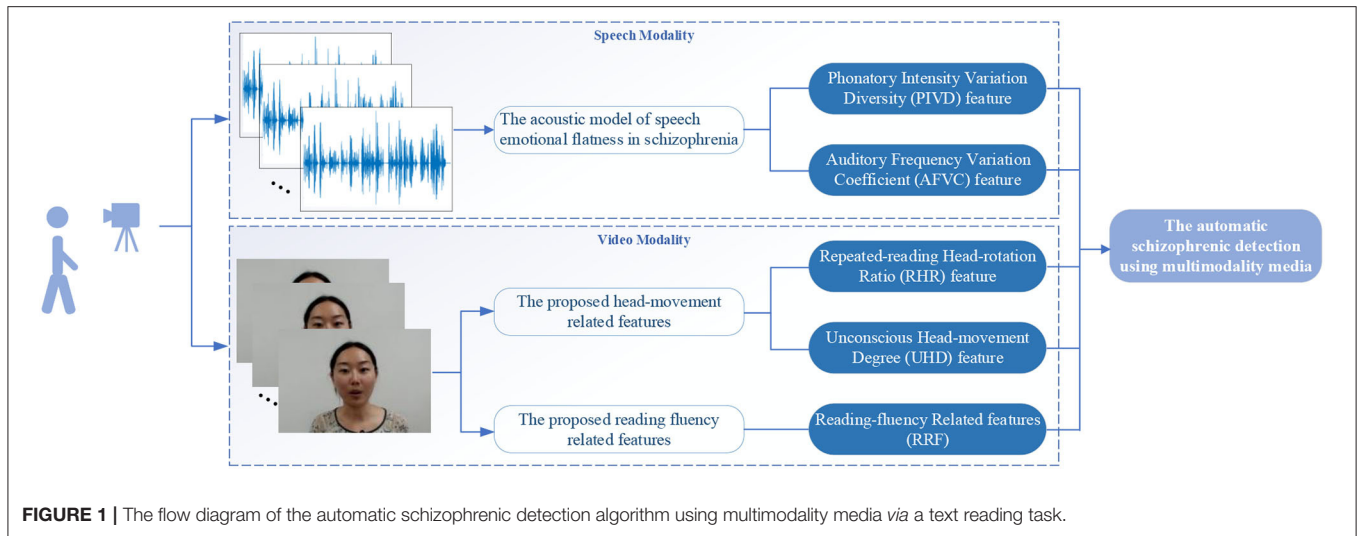 Speech Modality
The acoustic model of speech
emotional flatness in schizophrenia
Phonatory Intensity Variation
Diversity (PIVD) feature
Auditory Frequency Variation
Coefficient (AFVC) feature
Video Modality
The proposed head-movement
related features
Repeated-reading Head-rotation
Ratio (RHR) feature
Unconscious Head-movement
Degree (UHD) feature
The proposed reading fluency
related features
Reading-fluency Related features
(RRF)
The automatic
schizophrenic detection
using multimodality media
FIGURE 1 | The flow diagram of the automatic schizophrenic detection algorithm using multimodality media via a text reading task.